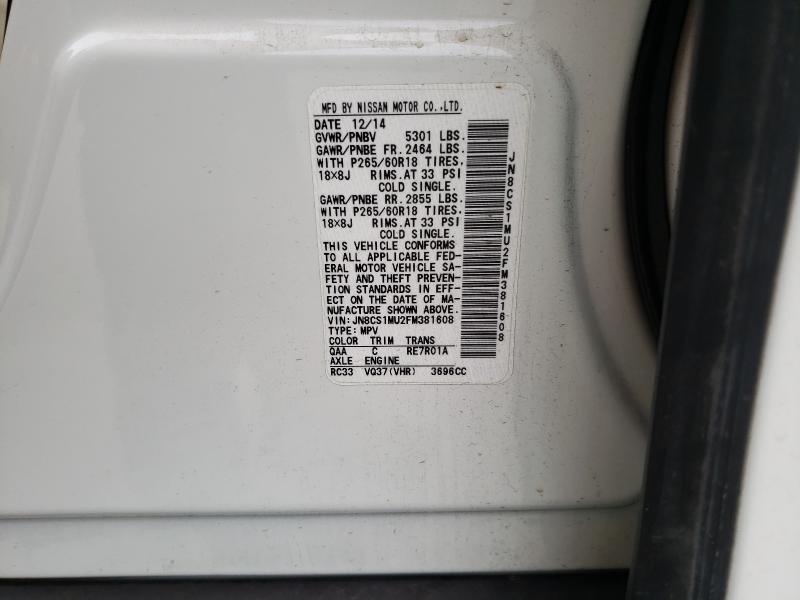 MFD BY NISSAN MOTOR CO.,LTD.
DATE 12/14
GVWR/PNBV 5301 LBS.
GAWR/PNBE FR. 2464 LBS.
WITH P265/60R18 TIRES,
18×8J RIMS.AT 33 PSI
COLD SINGLE.
GAWR/PNBE RR. 2855 LBS.
WITH P265/60R18 TIRES,
18×8J RIMS.AT 33 PSI
COLD SINGLE.
THIS VEHICLE CONFORMS
TO ALL APPLICABLE FED-
ERAL MOTOR VEHICLE SA-
FETY AND THEFT PREVEN-
TION STANDARDS IN EFF-
ECT ON THE DATE OF MA-
NUFACTURE SHOWN ABOVE.
VIN: JN8CS1MU2FM381608
TYPE: MPV
COLOR TRIM TRANS
QAA C RE7R01A
AXLE ENGINE
RC33 VQ37(VHR) 3696CC
JN8CS1MU2FM381608